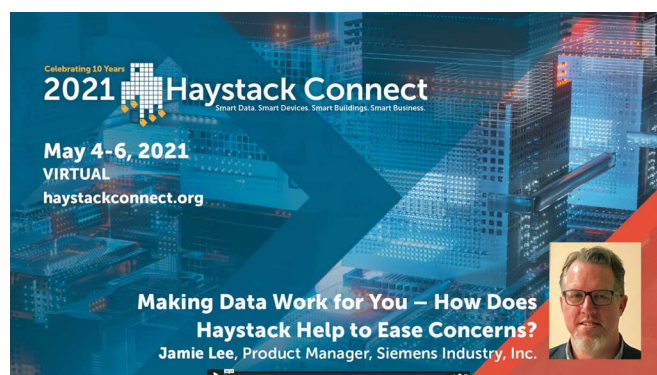 Celebrating 10 Years
2021 Haystack Connect
Smart Data. Smart Devices. Smart Buildings. Smart Business.
May 4-6, 2021
VIRTUAL
haystackconnect.org
Making Data Work for You – How Does
Haystack Help to Ease Concerns?
Jamie Lee, Product Manager, Siemens Industry, Inc.